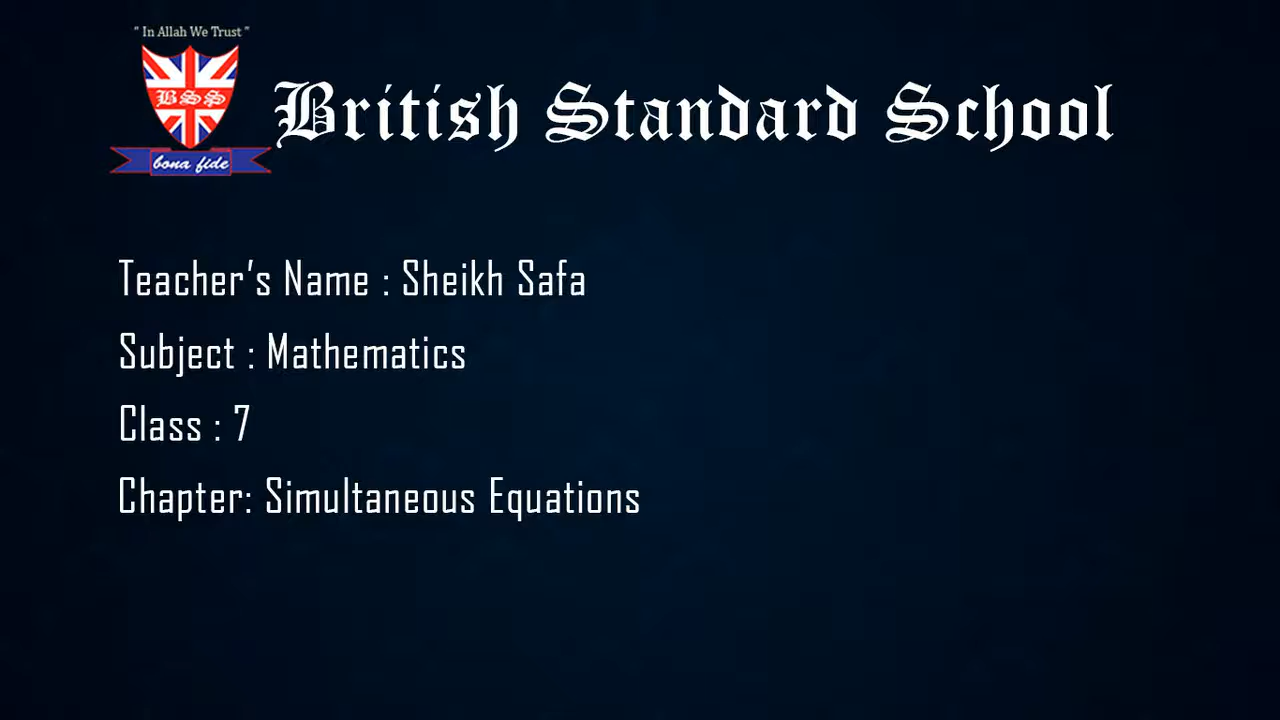 " In Allah We Trust "
BSS
bona fide
British Standard School
Teacher’s Name : Sheikh Safa
Subject : Mathematics
Class : 7
Chapter: Simultaneous Equations